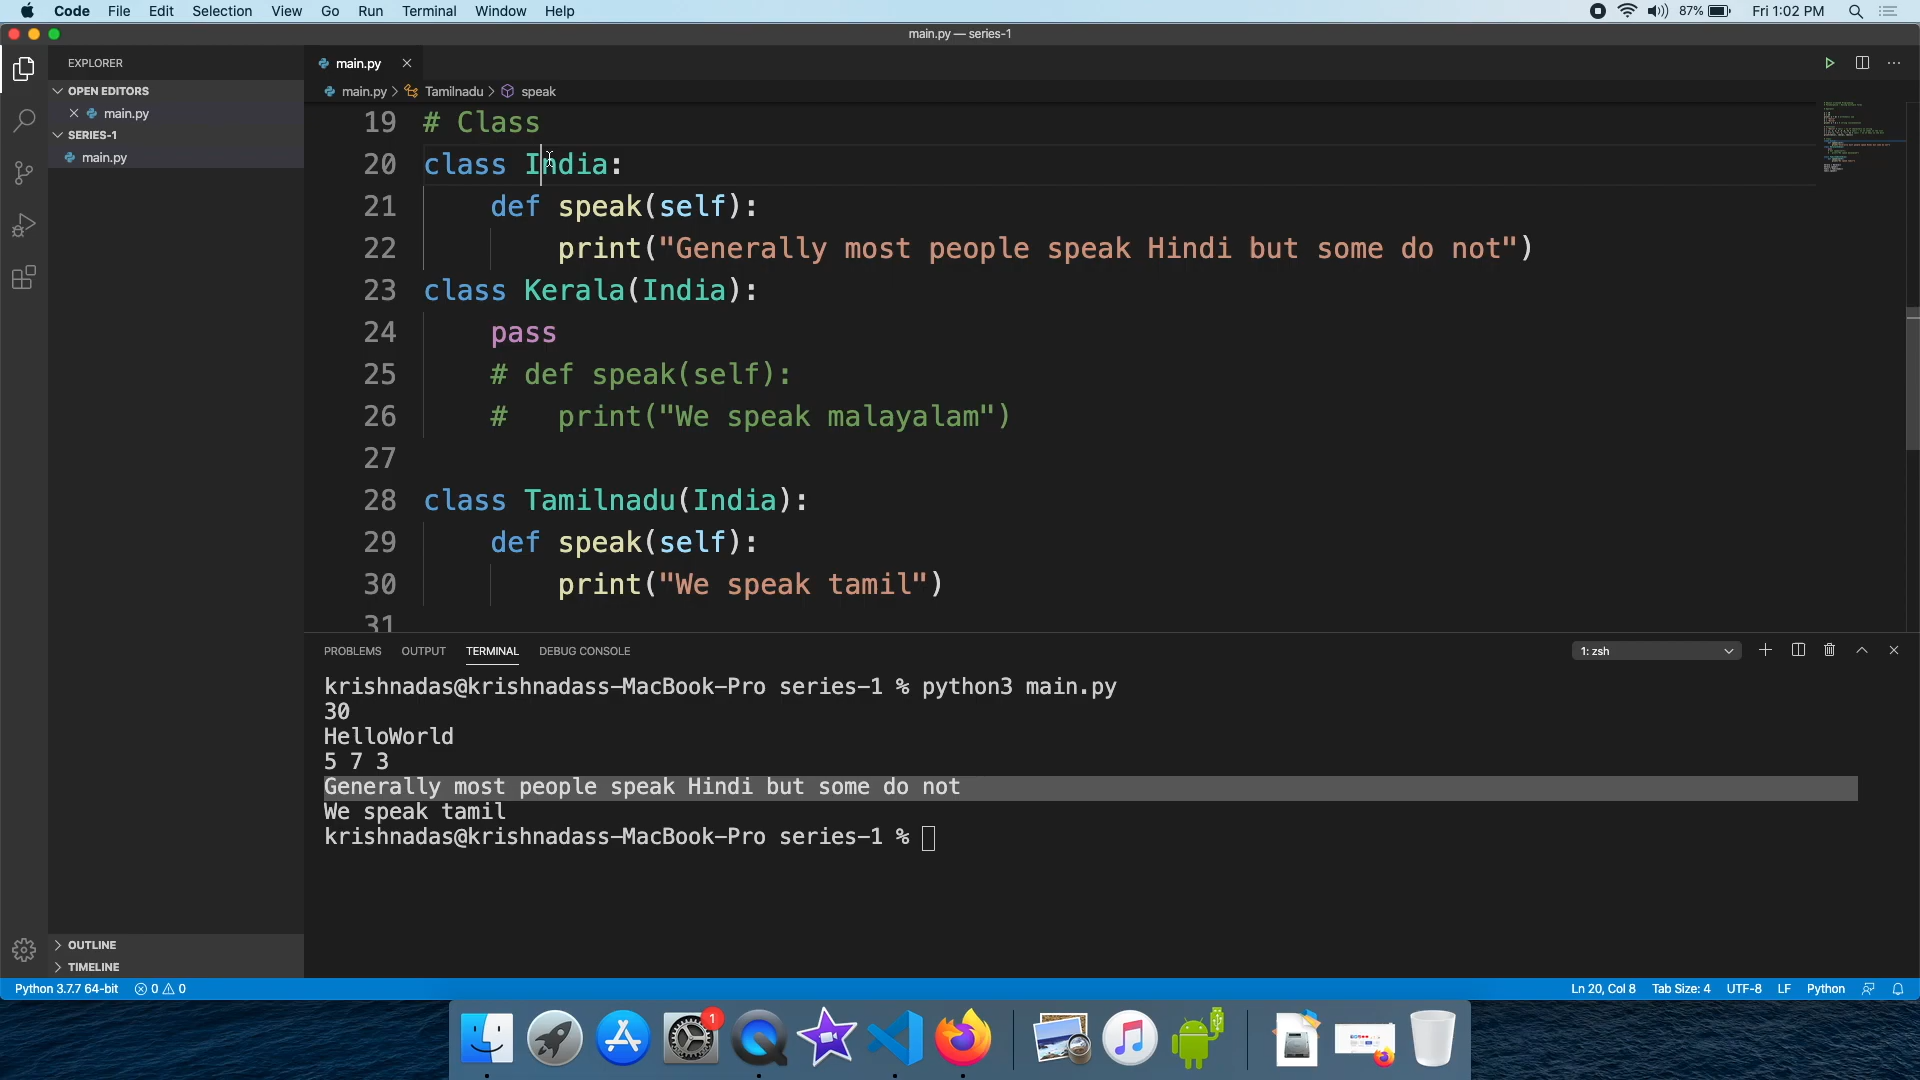 Code File Edit Selection View Go Run Terminal Window Help 87% Fri 1:02 PM
main.py — series-1
EXPLORER
main.py
OPEN EDITORS
main.py > Tamilnadu > speak
main.py
SERIES-1
main.py
19 # Class
20 class India:
21 def speak(self):
22 print("Generally most people speak Hindi but some do not")
23 class Kerala(India):
24 pass
25 # def speak(self):
26 # print("We speak malayalam")
27
28 class Tamilnadu(India):
29 def speak(self):
30 print("We speak tamil")
31
PROBLEMS OUTPUT TERMINAL DEBUG CONSOLE 1: zsh
krishnadas@krishnadass-MacBook-Pro series-1 % python3 main.py
30
HelloWorld
5 7 3
Generally most people speak Hindi but some do not
We speak tamil
krishnadas@krishnadass-MacBook-Pro series-1 %
OUTLINE
TIMELINE
Python 3.7.7 64-bit 0 0 Ln 20, Col 8 Tab Size: 4 UTF-8 LF Python
1